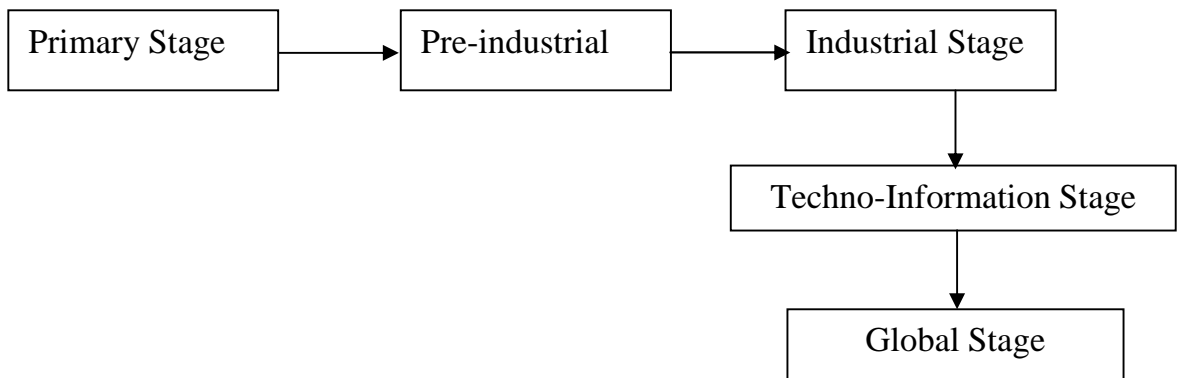 Primary Stage
Pre-industrial
Industrial Stage
Techno-Information Stage
Global Stage